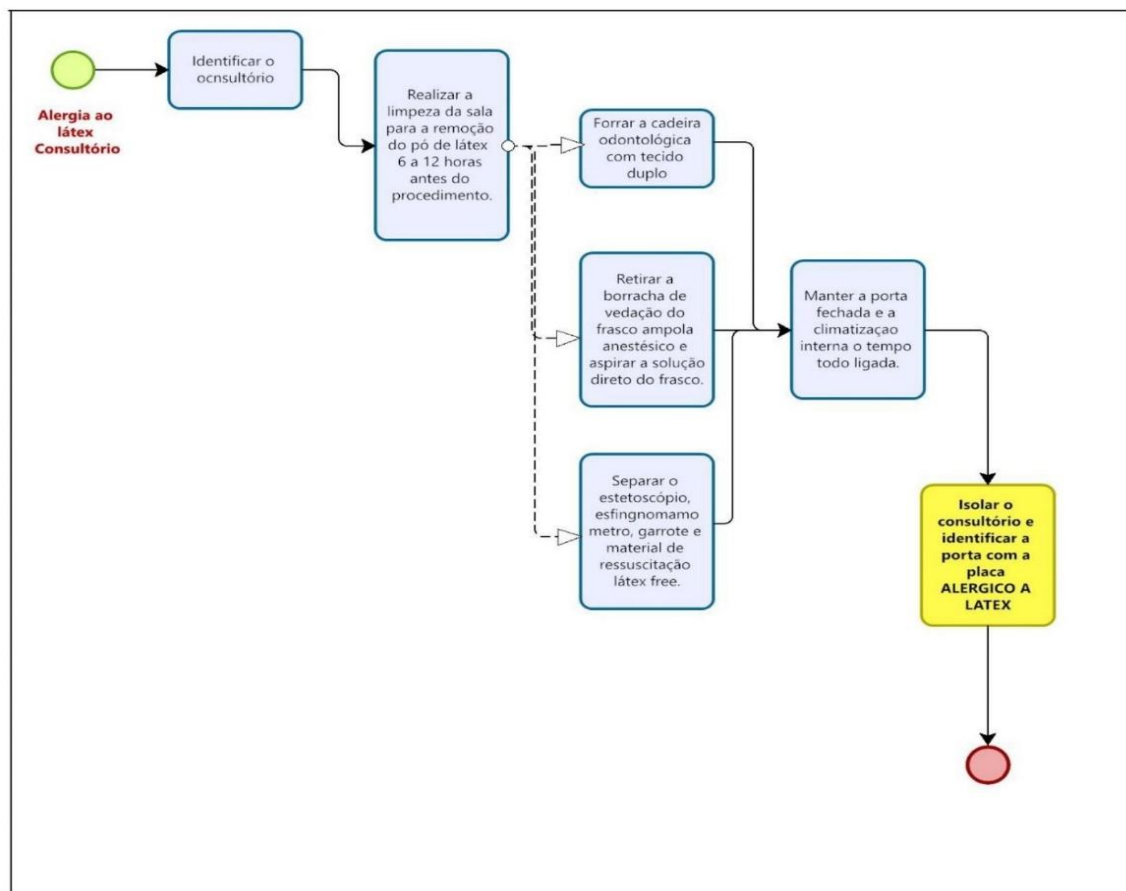 Alergia ao
látex
Consultório
Identificar o
ocnsultório
Realizar a
limpeza da sala
para a remoção
do pó de látex
6 a 12 horas
antes do
procedimento.
Forrar a cadeira
odontológica
com tecido
duplo
Retirar a
borracha de
vedação do
frasco ampola
anestésico e
aspirar a solução
direto do frasco.
Separar o
estetoscópio,
esfingnomamo
metro, garrote e
material de
ressuscitação
látex free.
Manter a porta
fechada e a
climatizaçao
interna o tempo
todo ligada.
Isolar o
consultório e
identificar a
porta com a
placa
ALERGICO A
LATEX